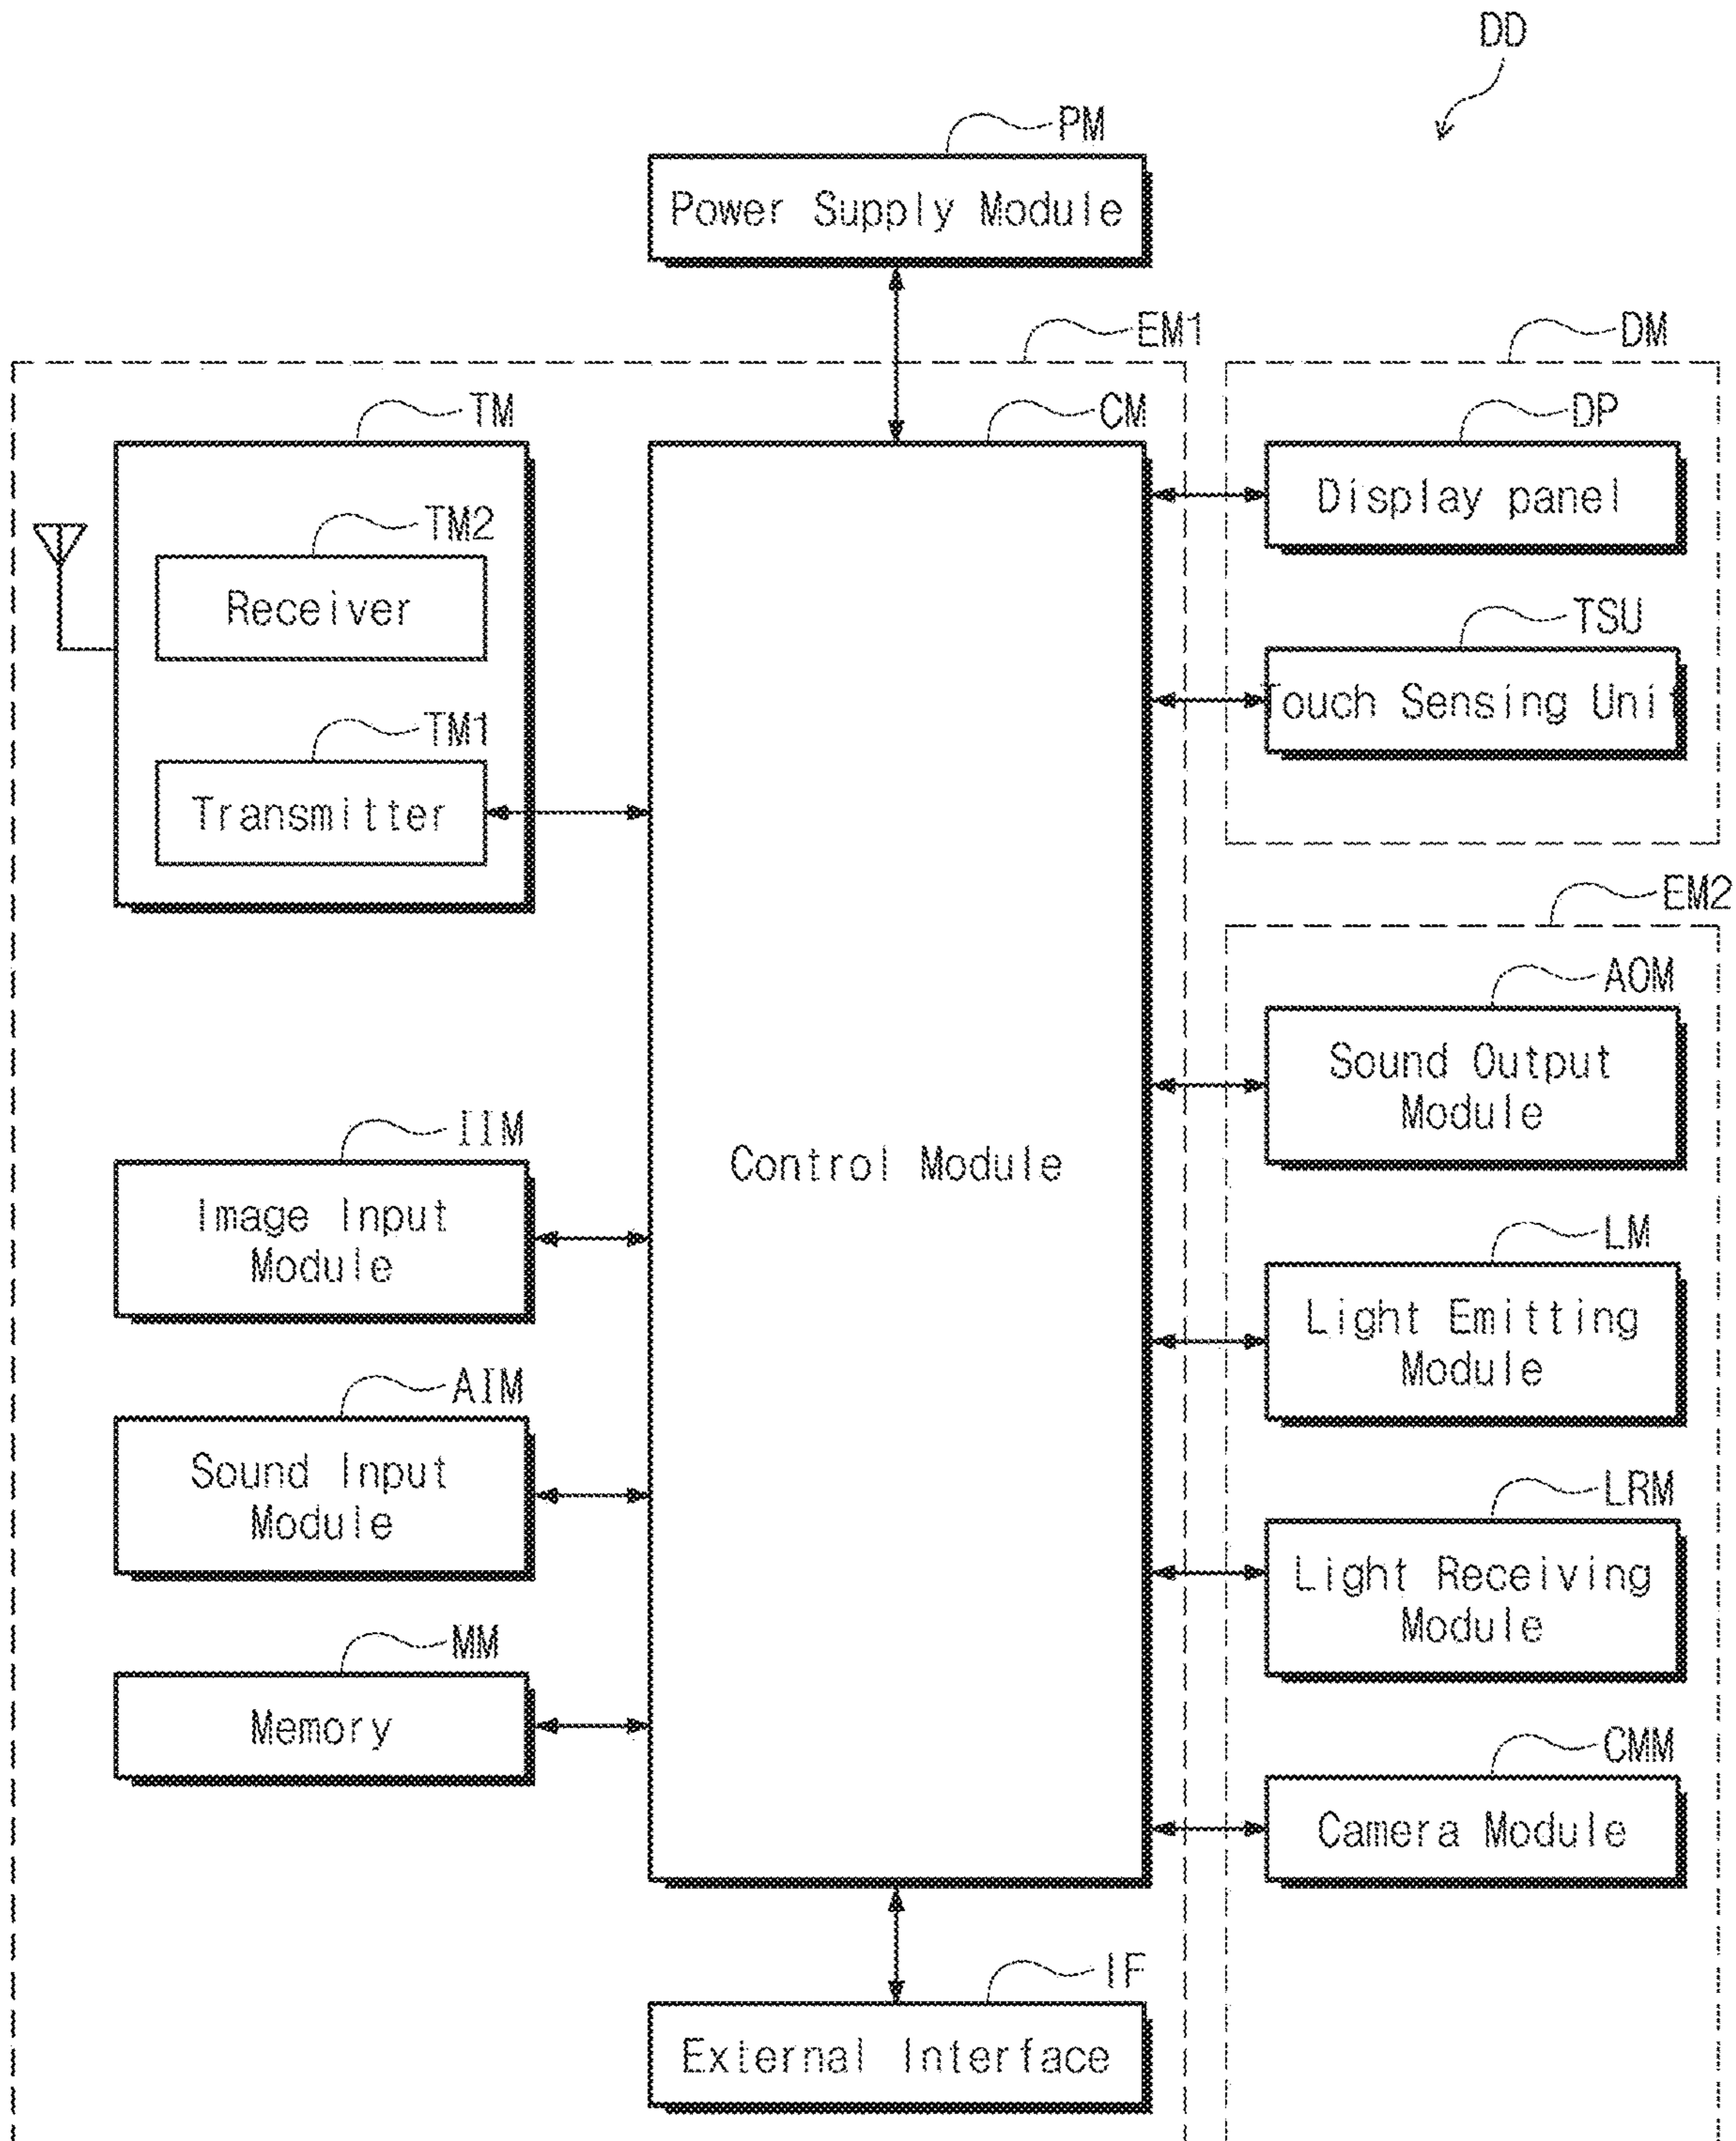 DD
PM
Power Supply Module
EM1
DM
TM
CM
DP
Display panel
TM2
Receiver
TSU
Touch Sensing Unit
TM1
Transmitter
EM2
AOM
Sound Output
Module
Control Module
IIM
Image Input
Module
LM
Light Emitting
Module
AIM
Sound Input
Module
LRM
Light Receiving
Module
MM
Memory
CMM
Camera Module
IF
External Interface